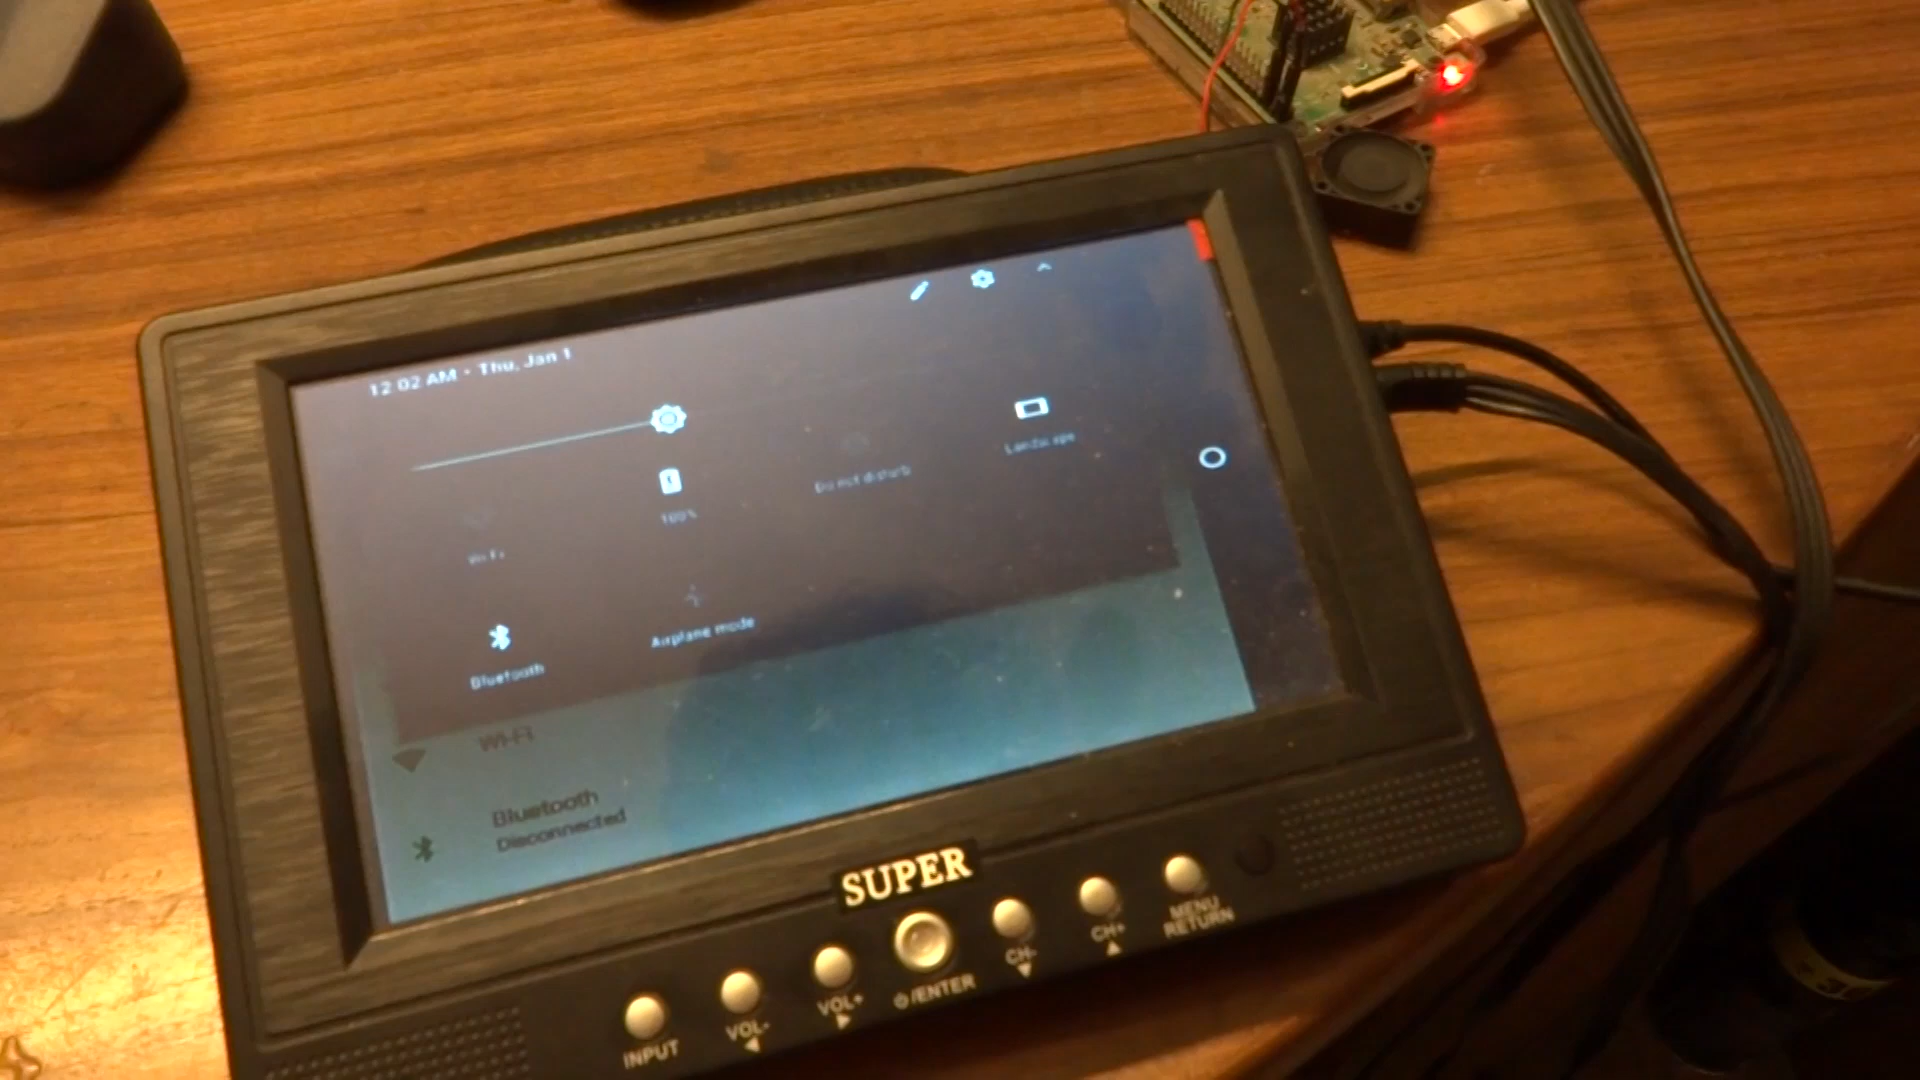 12 02 AM · Thu, Jan 1
Landscape
Do not disturb
100%
Wi-Fi
Airplane mode
Bluetooth
Wi-Fi
Bluetooth
Disconnected
SUPER
INPUT
VOL-
VOL+
/ENTER
CH-
CH+
MENU
RETURN